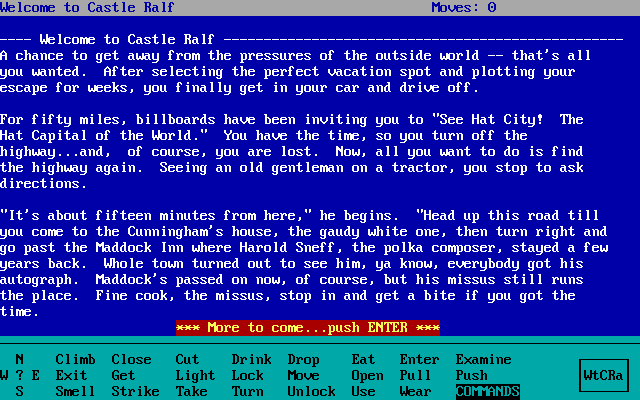 Welcome to Castle Ralf Moves: 0
---- Welcome to Castle Ralf --------------------------------------------------
A chance to get away from the pressures of the outside world -- that's all
you wanted.  After selecting the perfect vacation spot and plotting your
escape for weeks, you finally get in your car and drive off.
For fifty miles, billboards have been inviting you to "See Hat City!  The
Hat Capital of the World."  You have the time, so you turn off the
highway...and,  of course, you are lost.  Now, all you want to do is find
the highway again.  Seeing an old gentleman on a tractor, you stop to ask
directions.
"It's about fifteen minutes from here," he begins.  "Head up this road till
you come to the Cunningham's house, the gaudy white one, then turn right and
go past the Maddock Inn where Harold Sneff, the polka composer, stayed a few
years back.  Whole town turned out to see him, ya know, everybody got his
autograph.  Maddock's passed on now, of course, but his missus still runs
the place.  Fine cook, the missus, stop in and get a bite if you got the
time.
*** More to come...push ENTER ***
N Climb Close Cut Drink Drop Eat Enter Examine
W ? E Exit Get Light Lock Move Open Pull Push WtCRa
S Smell Strike Take Turn Unlock Use Wear COMMANDS